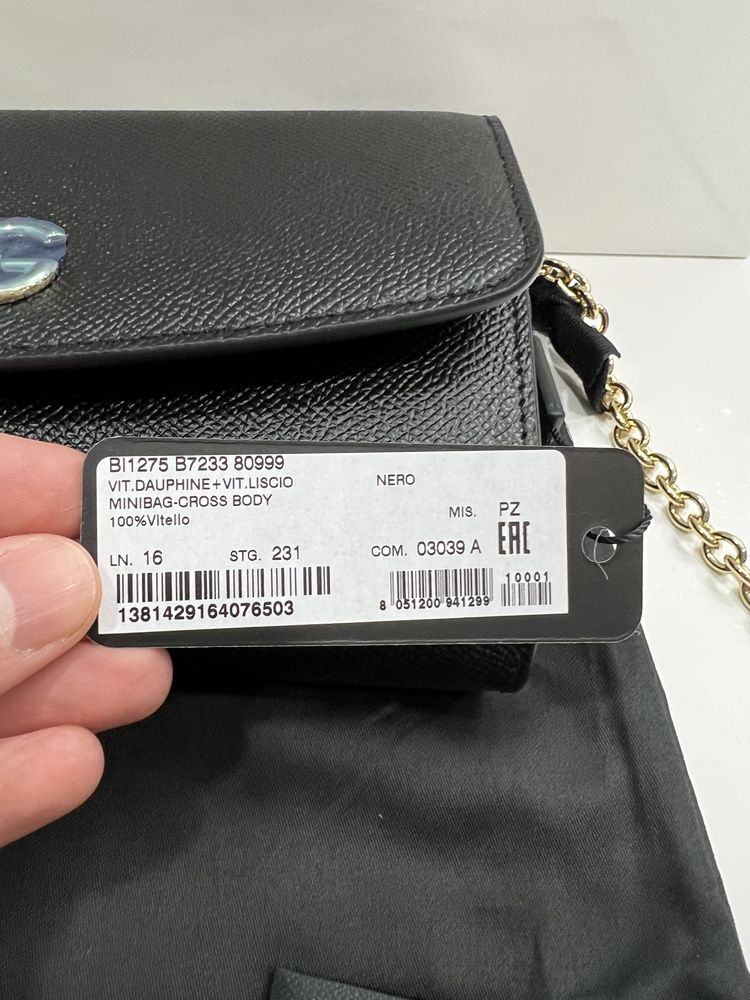 BI1275 B7233 80999
VIT.DAUPHINE+VIT.LISCIO NERO
MINIBAG-CROSS BODY
100%Vitello
MIS. PZ
LN. 16 STG. 231 COM. 03039 A EAC
1381429164076503
8 051200 941299
10001